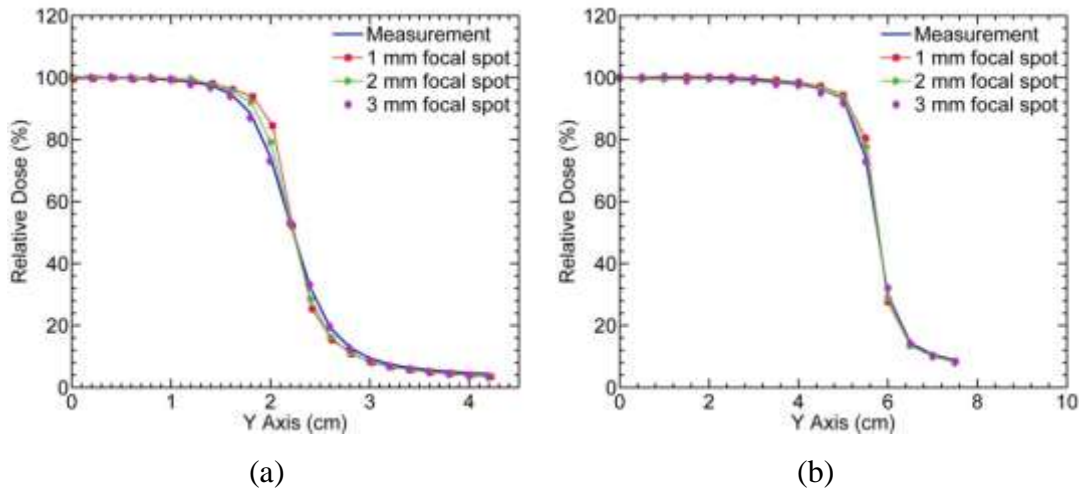 120
100
80
60
40
20
0
Relative Dose (%)
Measurement
1 mm focal spot
2 mm focal spot
3 mm focal spot
0 1 2 3 4
Y Axis (cm)
(a)
120
100
80
60
40
20
0
Relative Dose (%)
Measurement
1 mm focal spot
2 mm focal spot
3 mm focal spot
0 2 4 6 8 10
Y Axis (cm)
(b)